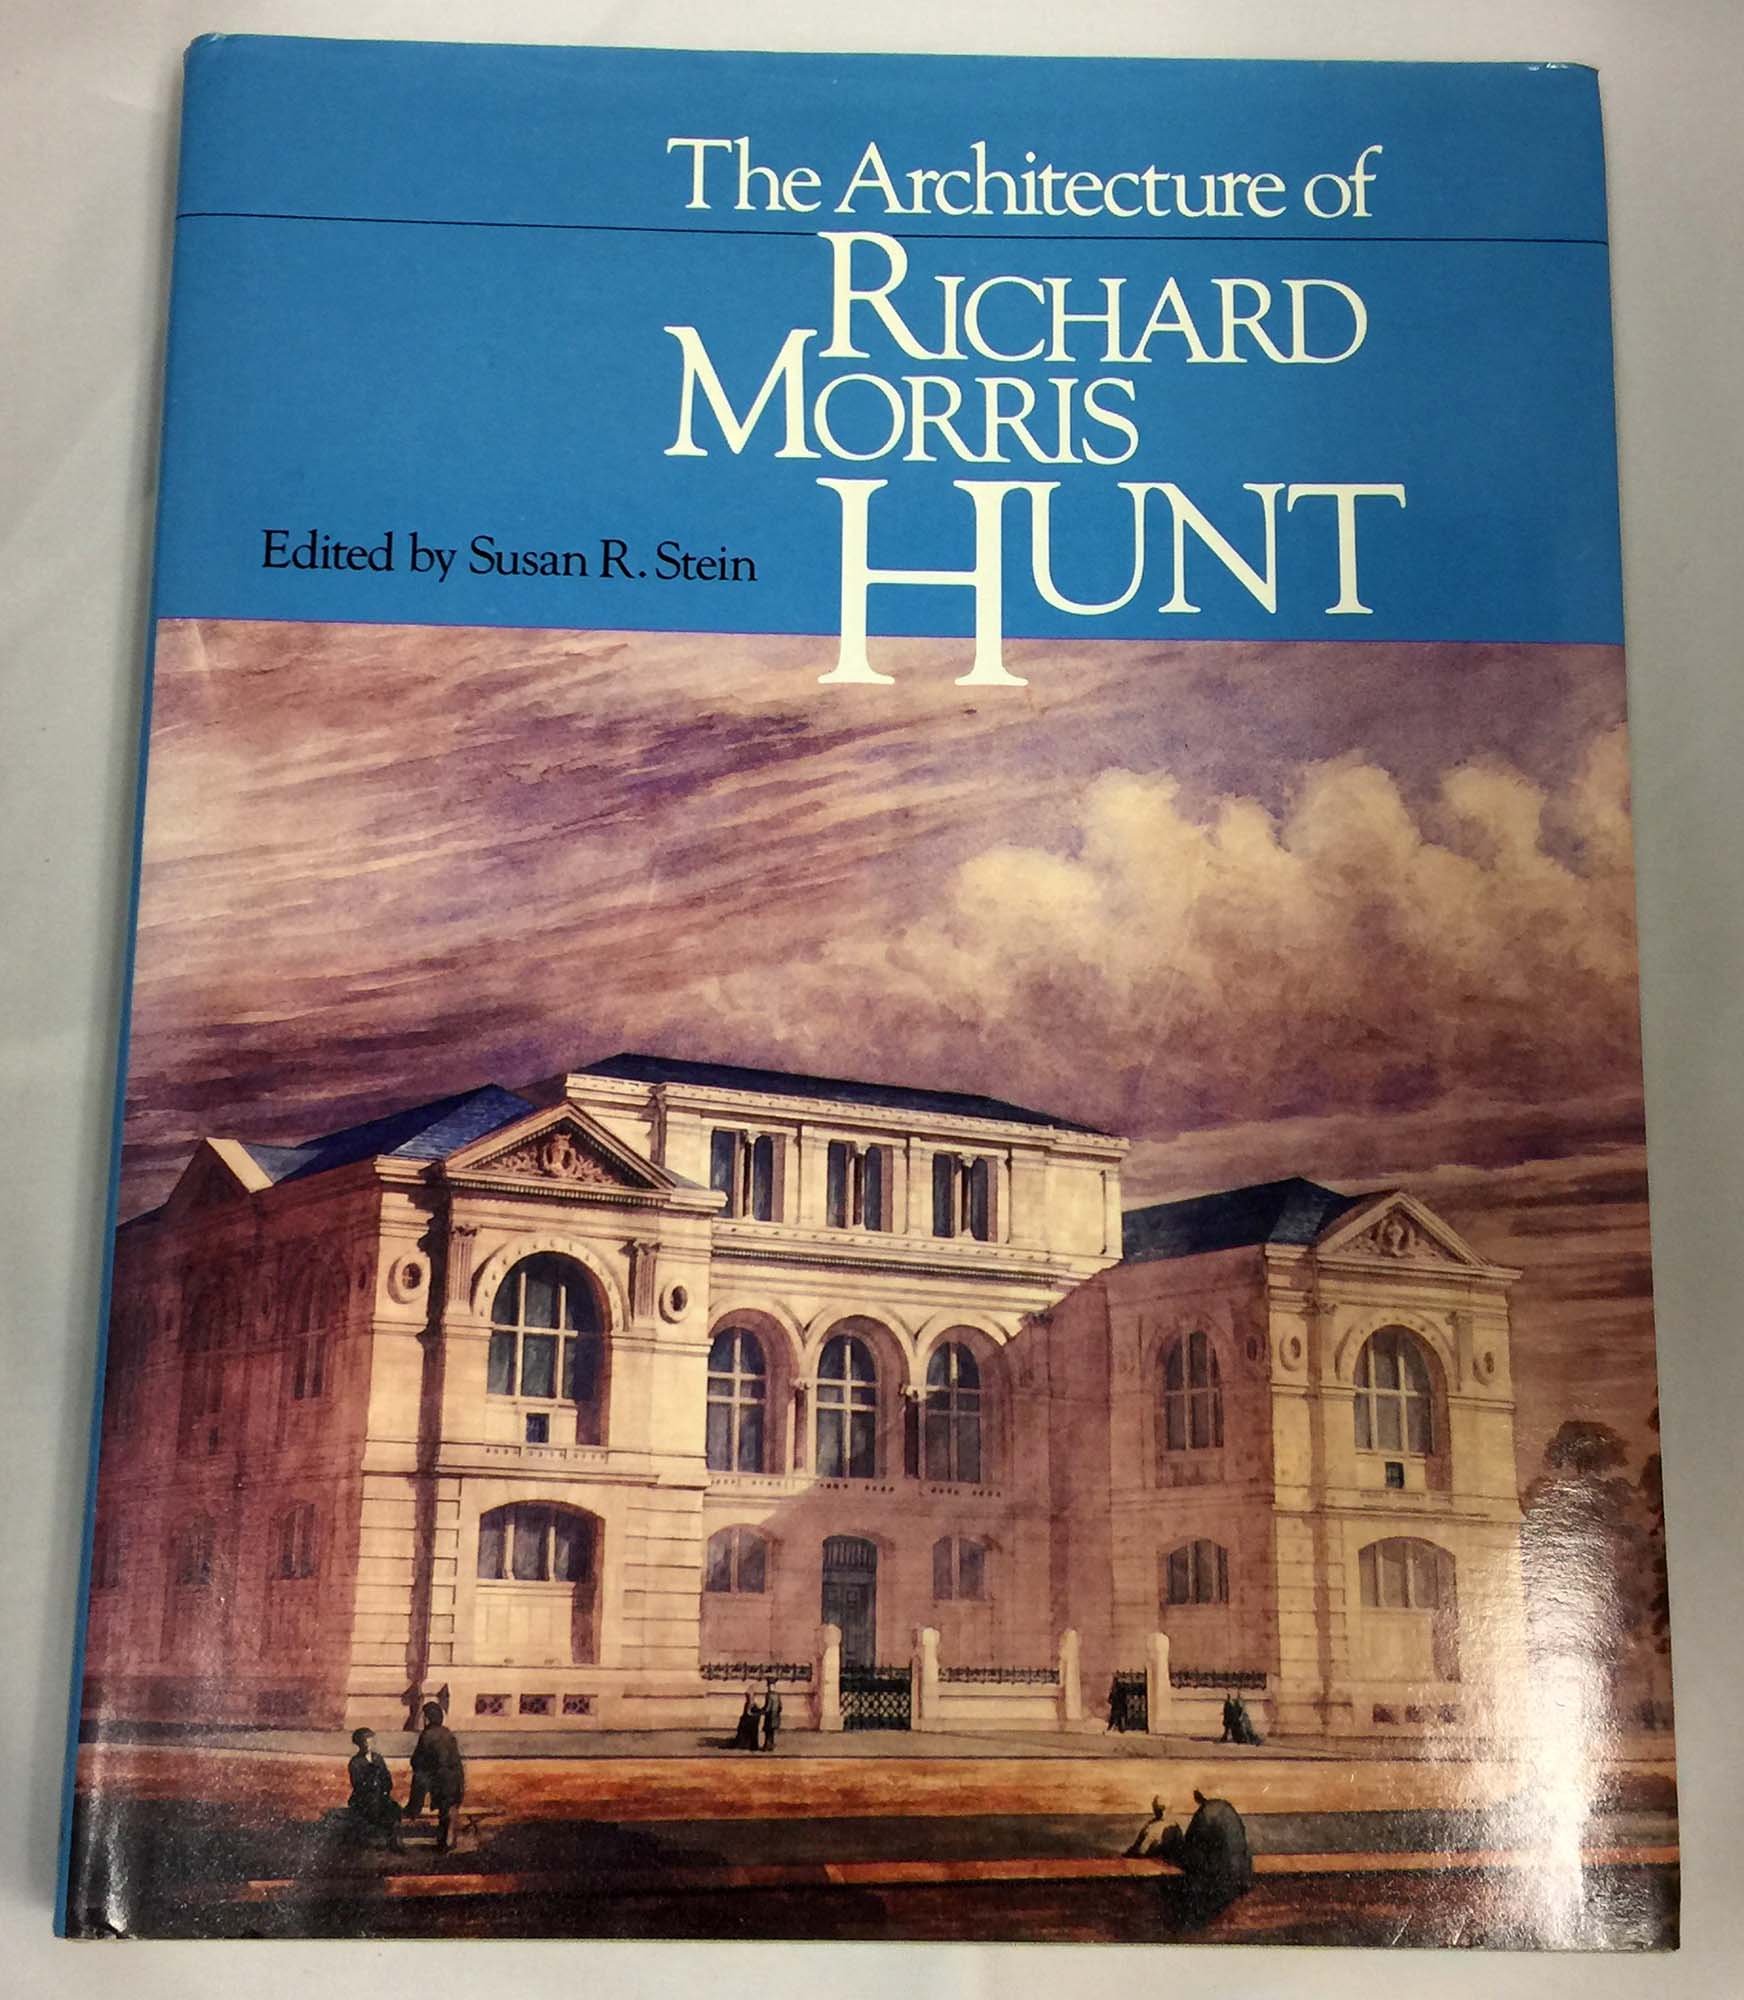 The Architecture of
RICHARD
MORRIS
HUNT
Edited by Susan R. Stein